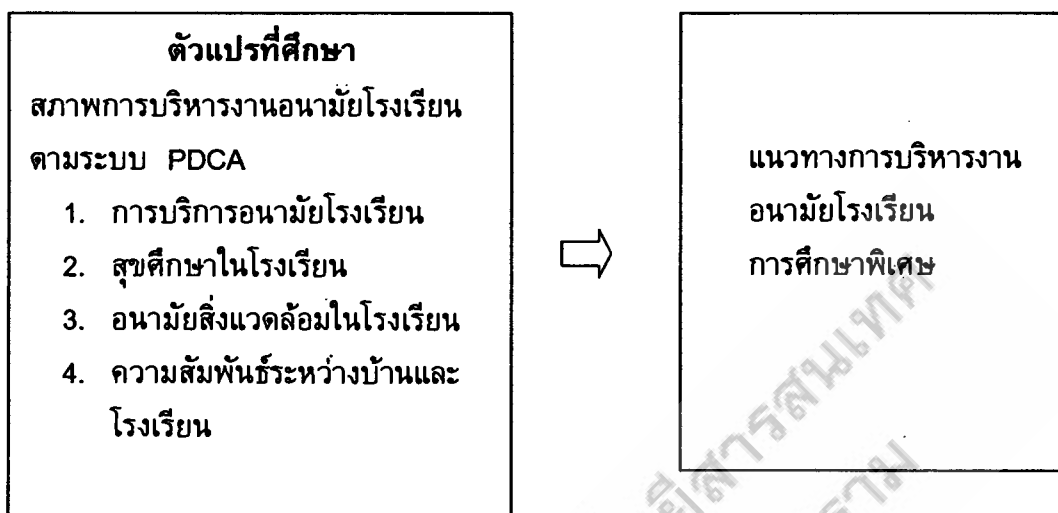 ตัวแปรที่ศึกษา
สภาพการบริหารงานอนามัยโรงเรียน
ตามระบบ PDCA
1. การบริการอนามัยโรงเรียน
2. สุขศึกษาในโรงเรียน
3. อนามัยสิ่งแวดล้อมในโรงเรียน
4. ความสัมพันธ์ระหว่างบ้านและ
โรงเรียน
แนวทางการบริหารงาน
อนามัยโรงเรียน
การศึกษาพิเศษ